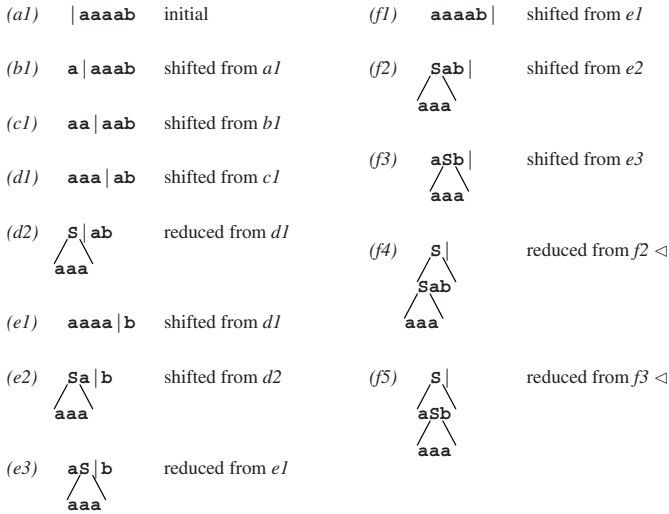 (a1) |aaaab initial
(b1) a|aaab shifted from a1
(c1) aa|aab shifted from b1
(d1) aaa|ab shifted from c1
(d2) S|ab reduced from d1
aaa
(e1) aaaa|b shifted from d1
(e2) Sa|b shifted from d2
aaa
(e3) aS|b reduced from e1
aaa
(f1) aaaab| shifted from e1
(f2) Sab| shifted from e2
aaa
(f3) aSb| shifted from e3
aaa
(f4) S| reduced from f2 ◁
Sab
aaa
(f5) S| reduced from f3 ◁
aSb
aaa